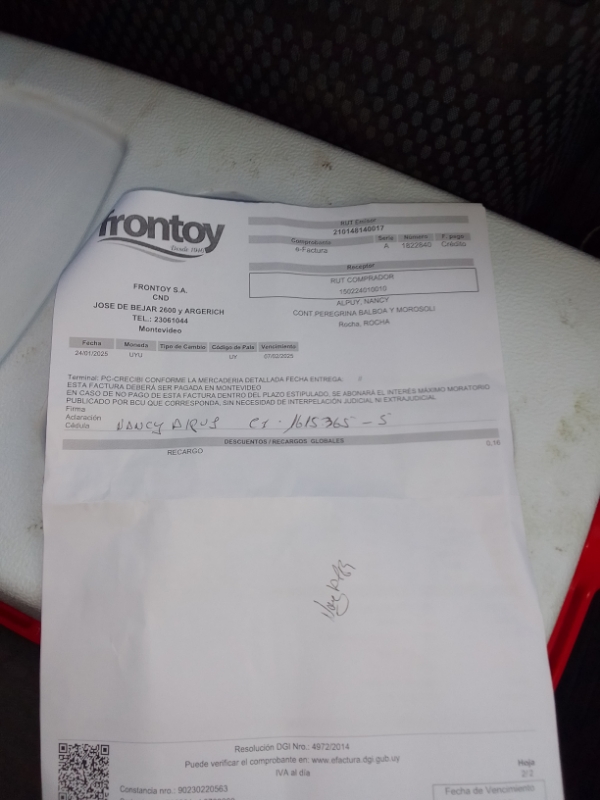 frontoy
Desde 1946
RUT Emisor
210148140017
Comprobante Serie Número F. pago
e-Factura A 1822840 Crédito
Receptor
RUT COMPRADOR
150224010010
ALPUY, NANCY
CONT PEREGRINA BALBOA Y MOROSOLI
Rocha, ROCHA
FRONTOY S.A.
CND
JOSE DE BEJAR 2600 y ARGERICH
TEL.: 23061044
Montevideo
Fecha Moneda Tipo de Cambio Código de País Vencimiento
24/01/2025 UYU UY 07/02/2025
Terminal: PC-CRECIBI CONFORME LA MERCADERIA DETALLADA FECHA ENTREGA:
ESTA FACTURA DEBERÁ SER PAGADA EN MONTEVIDEO
EN CASO DE NO PAGO DE ESTA FACTURA DENTRO DEL PLAZO ESTIPULADO, SE ABONARA EL INTERÉS MÁXIMO MORATORIO
PUBLICADO POR BCU QUE CORRESPONDA, SIN NECESIDAD DE INTERPELACIÓN JUDICIAL NI EXTRAJUDICIAL
Firma
Aclaración
Cédula NANCY CI. 1615365-5
DESCUENTOS / RECARGOS GLOBALES
RECARGO 0,16
Resolución DGI Nro.: 4972/2014
Puede verificar el comprobante en: www.efactura.dgi.gub.uy
IVA al día
Hoja
2/2
Constancia nro.: 90230220563
Fecha de Vencimiento